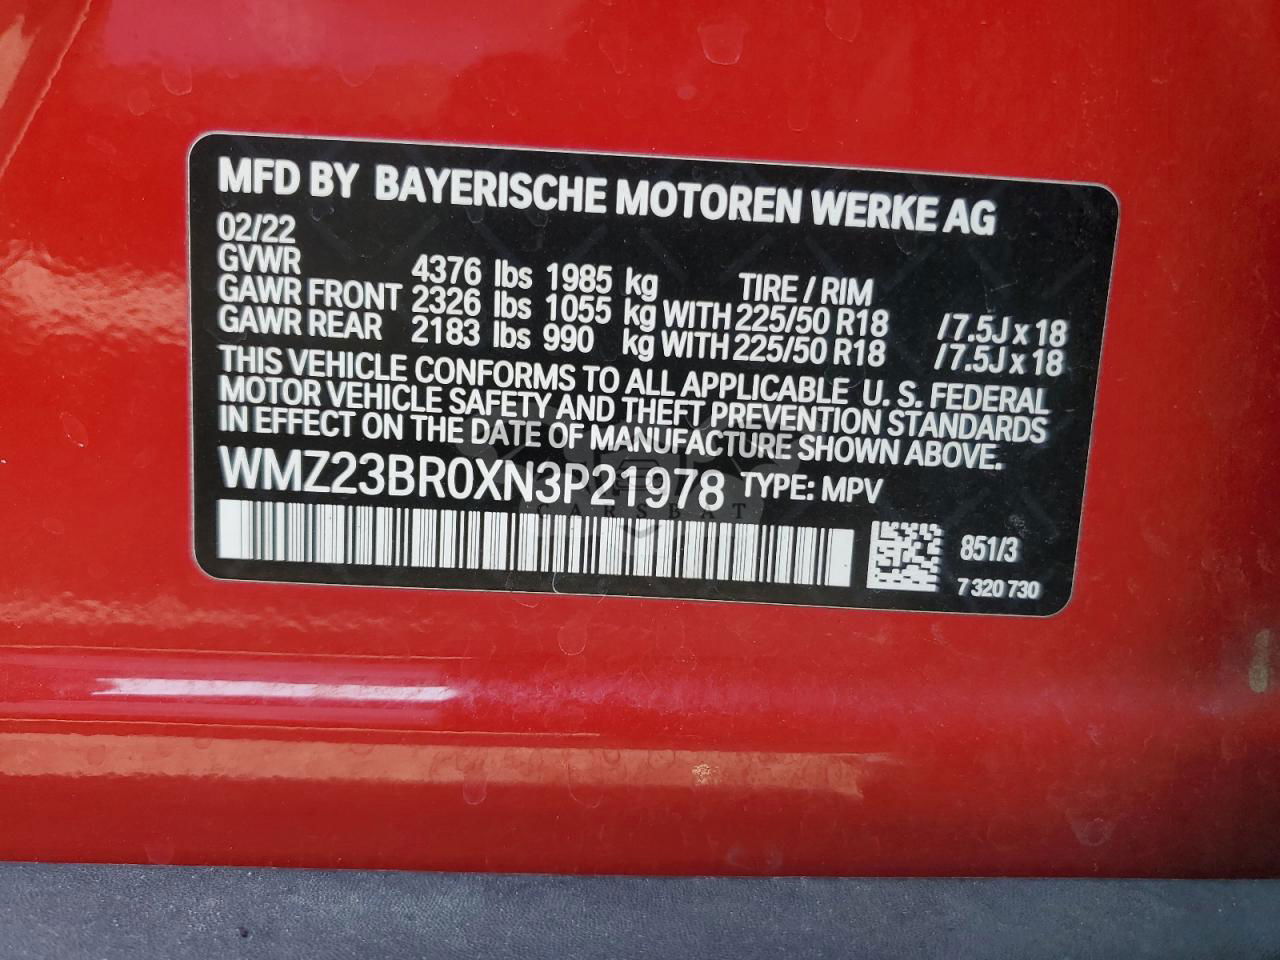 MFD BY BAYERISCHE MOTOREN WERKE AG
02/22
GVWR 4376 lbs 1985 kg TIRE / RIM
GAWR FRONT 2326 lbs 1055 kg WITH 225/50 R18 /7.5J x 18
GAWR REAR 2183 lbs 990 kg WITH 225/50 R18 /7.5J x 18
THIS VEHICLE CONFORMS TO ALL APPLICABLE U. S. FEDERAL
MOTOR VEHICLE SAFETY AND THEFT PREVENTION STANDARDS
IN EFFECT ON THE DATE OF MANUFACTURE SHOWN ABOVE.
WMZ23BR0XN3P21978 TYPE: MPV
CARSBAT
851/3
7 320 730